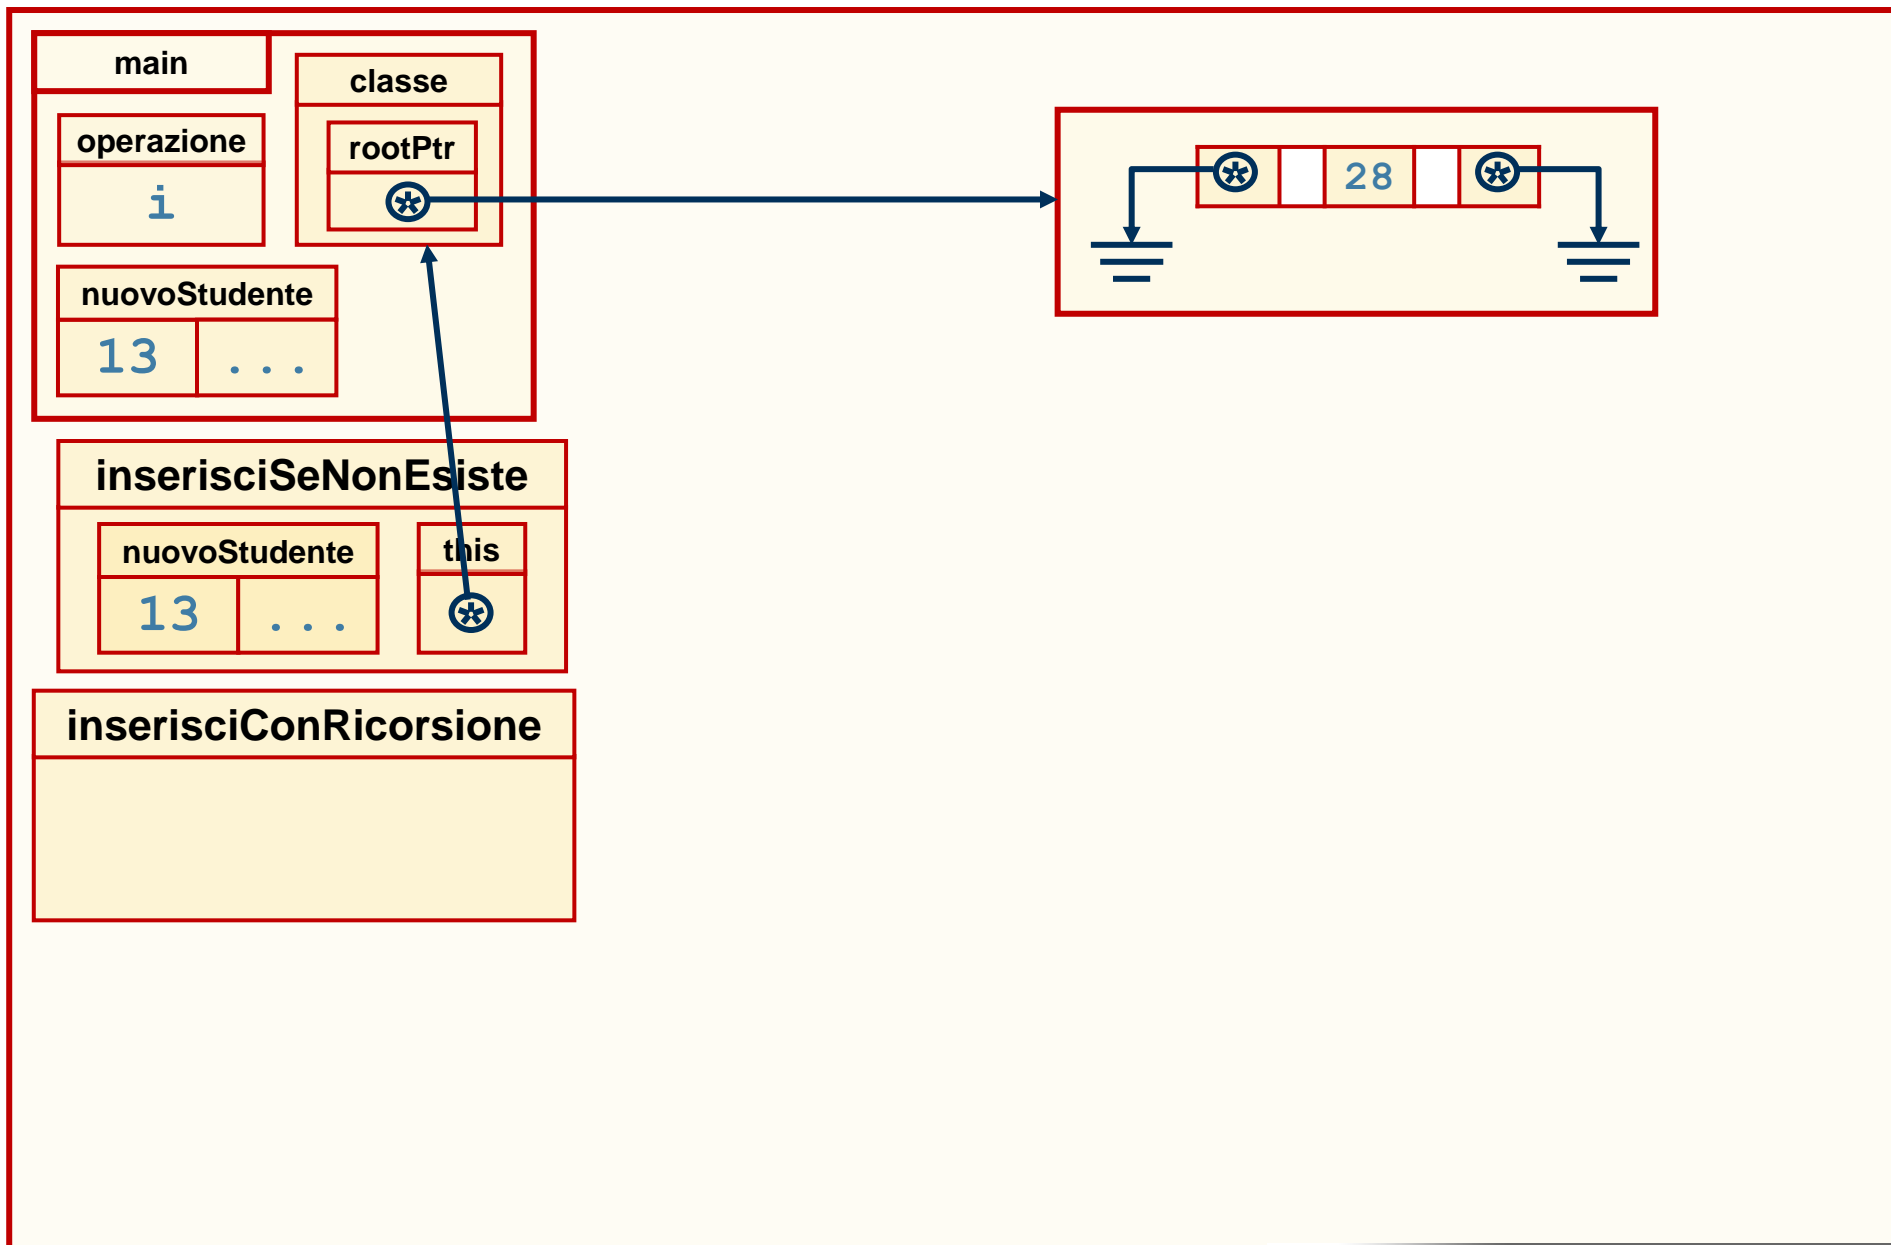 main
classe
operazione
rootPtr
i
28
nuovoStudente
13 ...
inserisciSeNonEsiste
nuovoStudente this
13 ...
inserisciConRicorsione